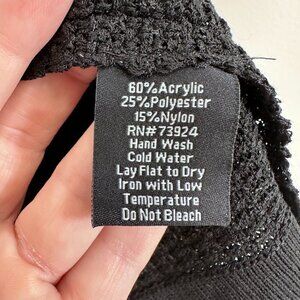 60%Acrylic
25%Polyester
15%Nylon
RN#73924
Hand Wash
Cold Water
Lay Flat to Dry
Iron with Low
Temperature
Do Not Bleach